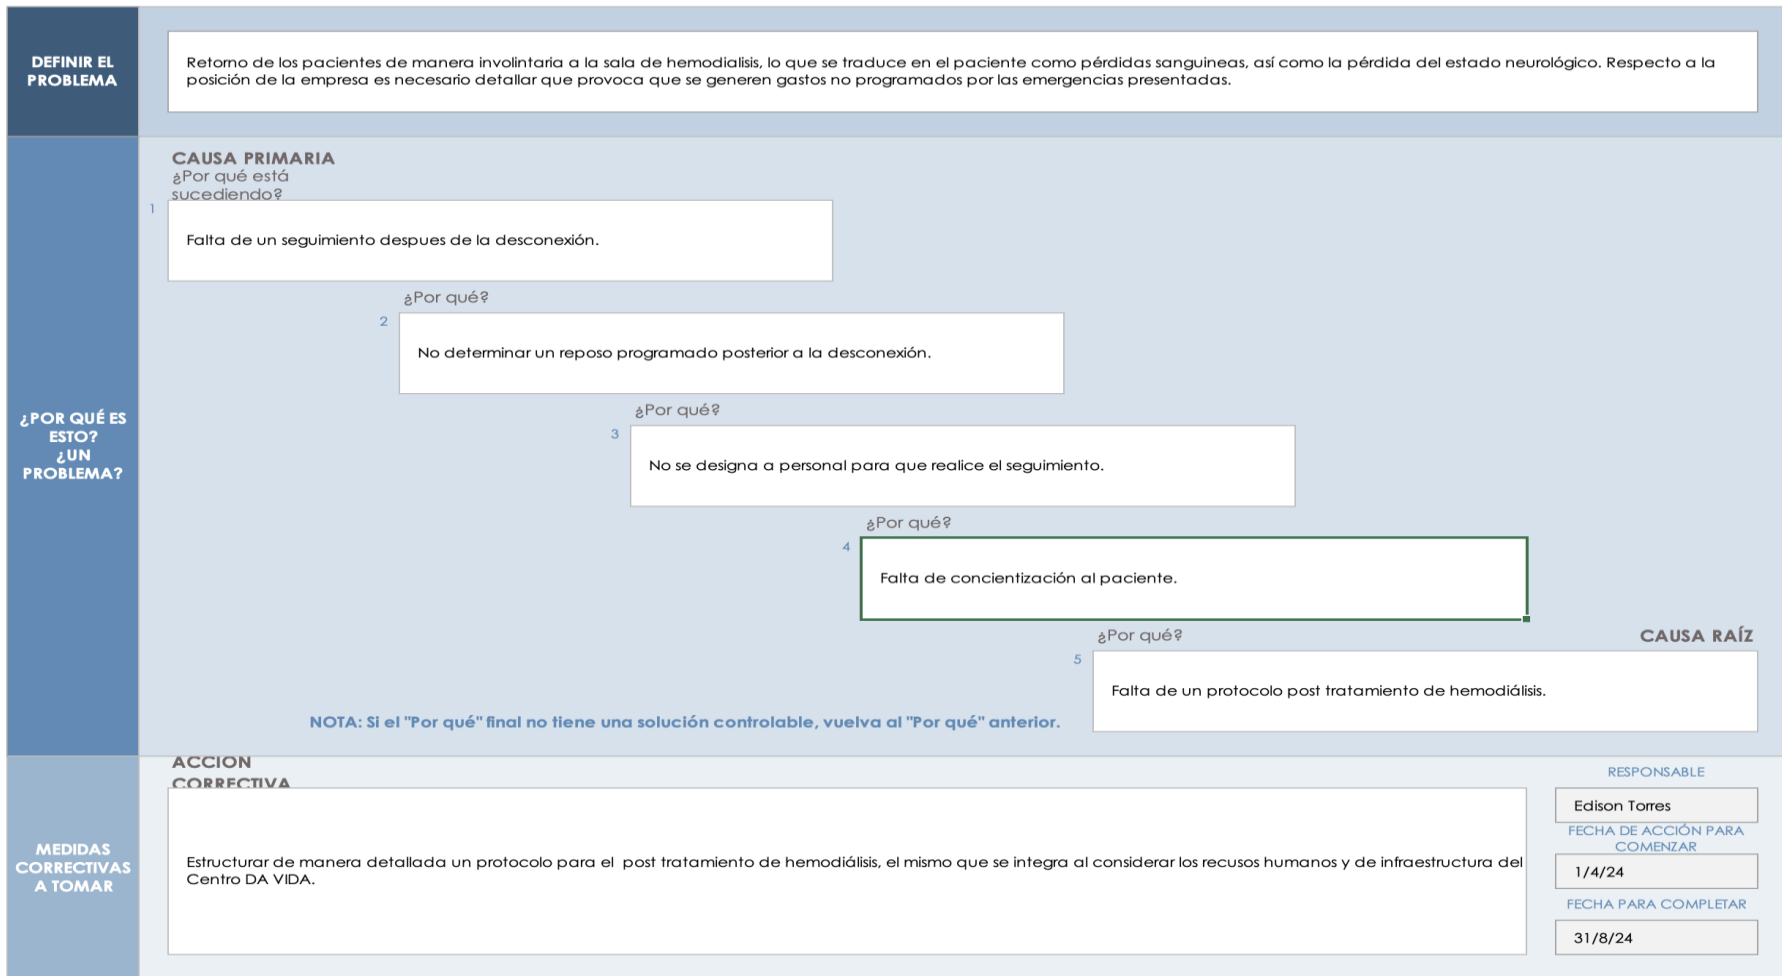 DEFINIR EL
PROBLEMA
Retorno de los pacientes de manera involintaria a la sala de hemodialisis, lo que se traduce en el paciente como pérdidas sanguineas, así como la pérdida del estado neurológico. Respecto a la
posición de la empresa es necesario detallar que provoca que se generen gastos no programados por las emergencias presentadas.
¿POR QUÉ ES
ESTO?
¿UN
PROBLEMA?
CAUSA PRIMARIA
¿Por qué está
sucediendo?
1
Falta de un seguimiento despues de la desconexión.
¿Por qué?
2
No determinar un reposo programado posterior a la desconexión.
¿Por qué?
3
No se designa a personal para que realice el seguimiento.
¿Por qué?
4
Falta de concientización al paciente.
¿Por qué?
CAUSA RAÍZ
5
Falta de un protocolo post tratamiento de hemodiálisis.
NOTA: Si el "Por qué" final no tiene una solución controlable, vuelva al "Por qué" anterior.
MEDIDAS
CORRECTIVAS
A TOMAR
ACCIÓN
CORRECTIVA
Estructurar de manera detallada un protocolo para el  post tratamiento de hemodiálisis, el mismo que se integra al considerar los recusos humanos y de infraestructura del
Centro DA VIDA.
RESPONSABLE
Edison Torres
FECHA DE ACCIÓN PARA
COMENZAR
1/4/24
FECHA PARA COMPLETAR
31/8/24